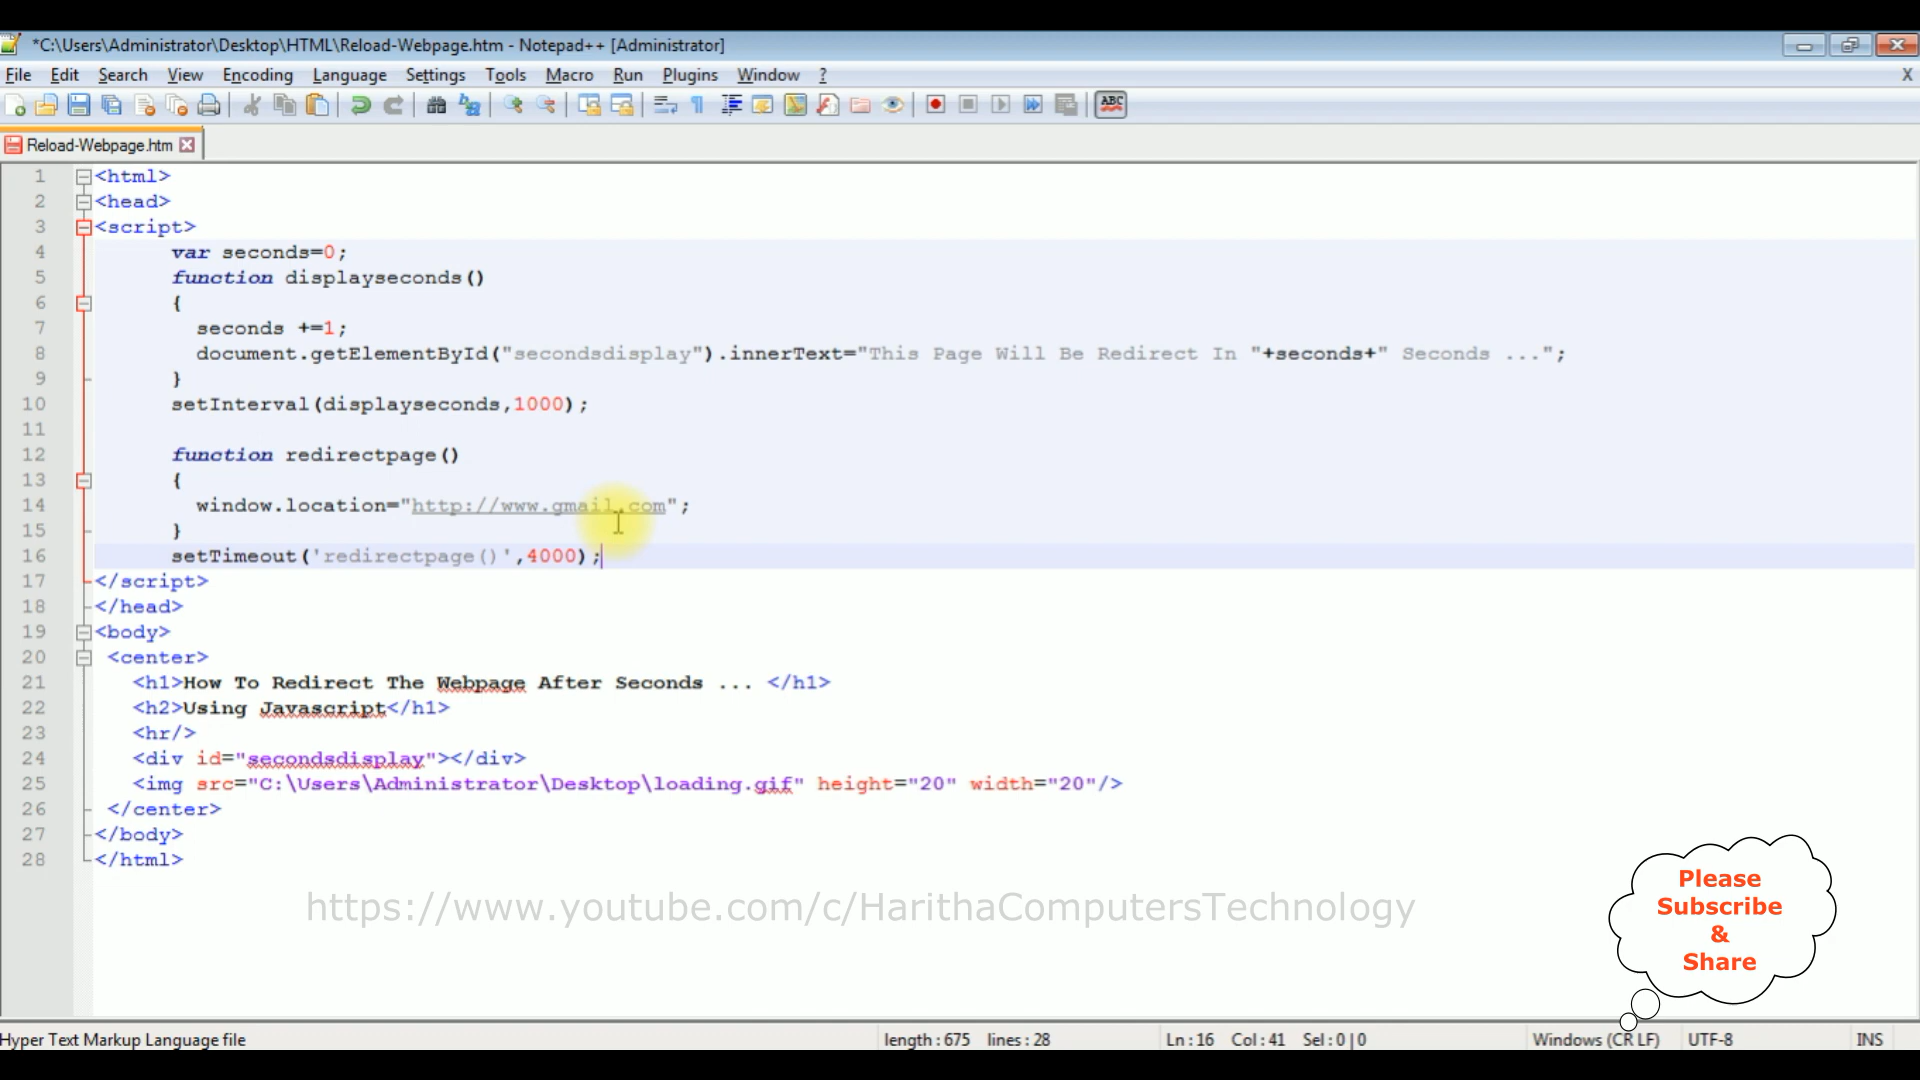 *C:\Users\Administrator\Desktop\HTML\Reload-Webpage.htm - Notepad++ [Administrator]
File Edit Search View Encoding Language Settings Tools Macro Run Plugins Window ? X
ABC
Reload-Webpage.htm
1 <html>
2 <head>
3 <script>
4 var seconds=0;
5 function displayseconds()
6 {
7 seconds +=1;
8 document.getElementById("secondsdisplay").innerText="This Page Will Be Redirect In "+seconds+" Seconds ...";
9 }
10 setInterval(displayseconds,1000);
11
12 function redirectpage()
13 {
14 window.location="http://www.gmail.com";
15 }
16 setTimeout('redirectpage()',4000);
17 </script>
18 </head>
19 <body>
20 <center>
21 <h1>How To Redirect The Webpage After Seconds ... </h1>
22 <h2>Using Javascript</h1>
23 <hr/>
24 <div id="secondsdisplay"></div>
25 <img src="C:\Users\Administrator\Desktop\loading.gif" height="20" width="20"/>
26 </center>
27 </body>
28 </html>
https://www.youtube.com/c/HarithaComputersTechnology
Please
Subscribe
&
Share
Hyper Text Markup Language file length : 675 lines : 28 Ln : 16 Col : 41 Sel : 0 | 0 Windows (CR LF) UTF-8 INS